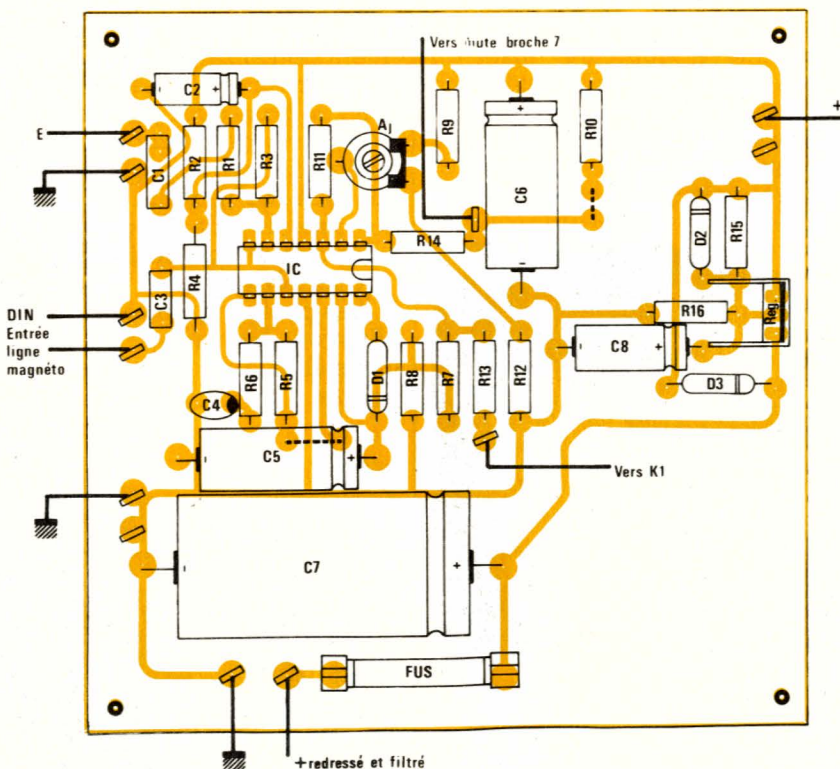 Vers mute broche 7
C2
+
E
C1
R2
R1
R3
R11
Aj
R9
+
C6
-
R10
+
D2
R15
IC
R14
R4
C3
DIN
Entrée
ligne
magnéto
R16
Reg
-
C8
+
D3
R6
R5
D1
R8
R7
R13
R12
C4
-
C5
+
Vers K1
-
C7
+
FUS
+redressé et filtré